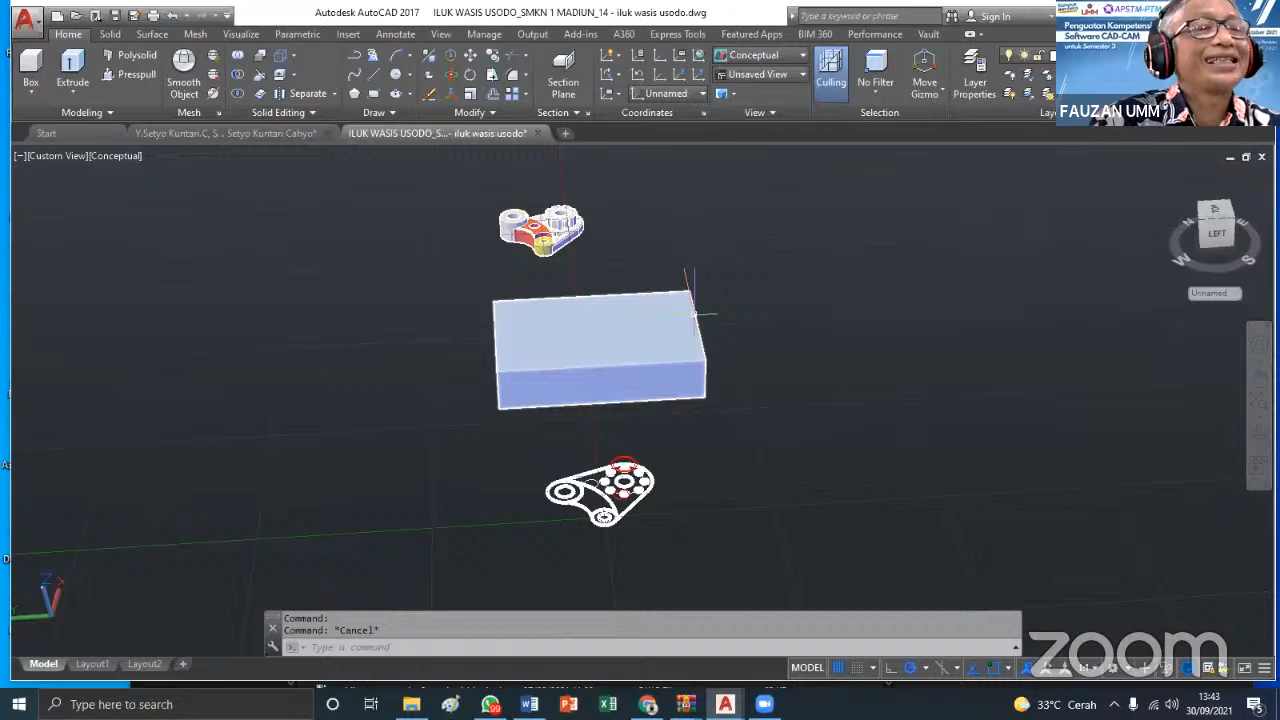 Autodesk AutoCAD 2017 ILUK WASIS USODO_SMKN 1 MADIUN_14 - iluk wasis usodo.dwg
Type a keyword or phrase
Sign In
Home Solid Surface Mesh Visualize Parametric Insert Manage Output Add-ins A360 Express Tools Featured Apps BIM 360 Performance Vault
Box
Extrude
Polysolid
Presspull
Smooth
Object
Separate
Section
Plane
Unnamed
Conceptual
Unsaved View
Culling
No Filter
Move
Gizmo
Layer
Properties
Modeling
Solid Editing
Draw
Modify
Section
Coordinates
View
Selection
Start
Y.Setyo Kuntari.C, S... Setyo Kuntari Cahyo*
ILUK WASIS USODO_S...- iluk wasis usodo*
[−][Custom View][Conceptual]
Penguatan Kompetensi
Software CAD-CAM
untuk Semester 3
UMM
APSTM-PTM
FAUZAN UMM
LEFT
N
E
W
S
Unnamed
Z
X
Command:
Command: *Cancel*
Type a command
Model Layout1 Layout2
MODEL
1:1
zoom
Type here to search
99
33°C Cerah
13:43
30/09/2021